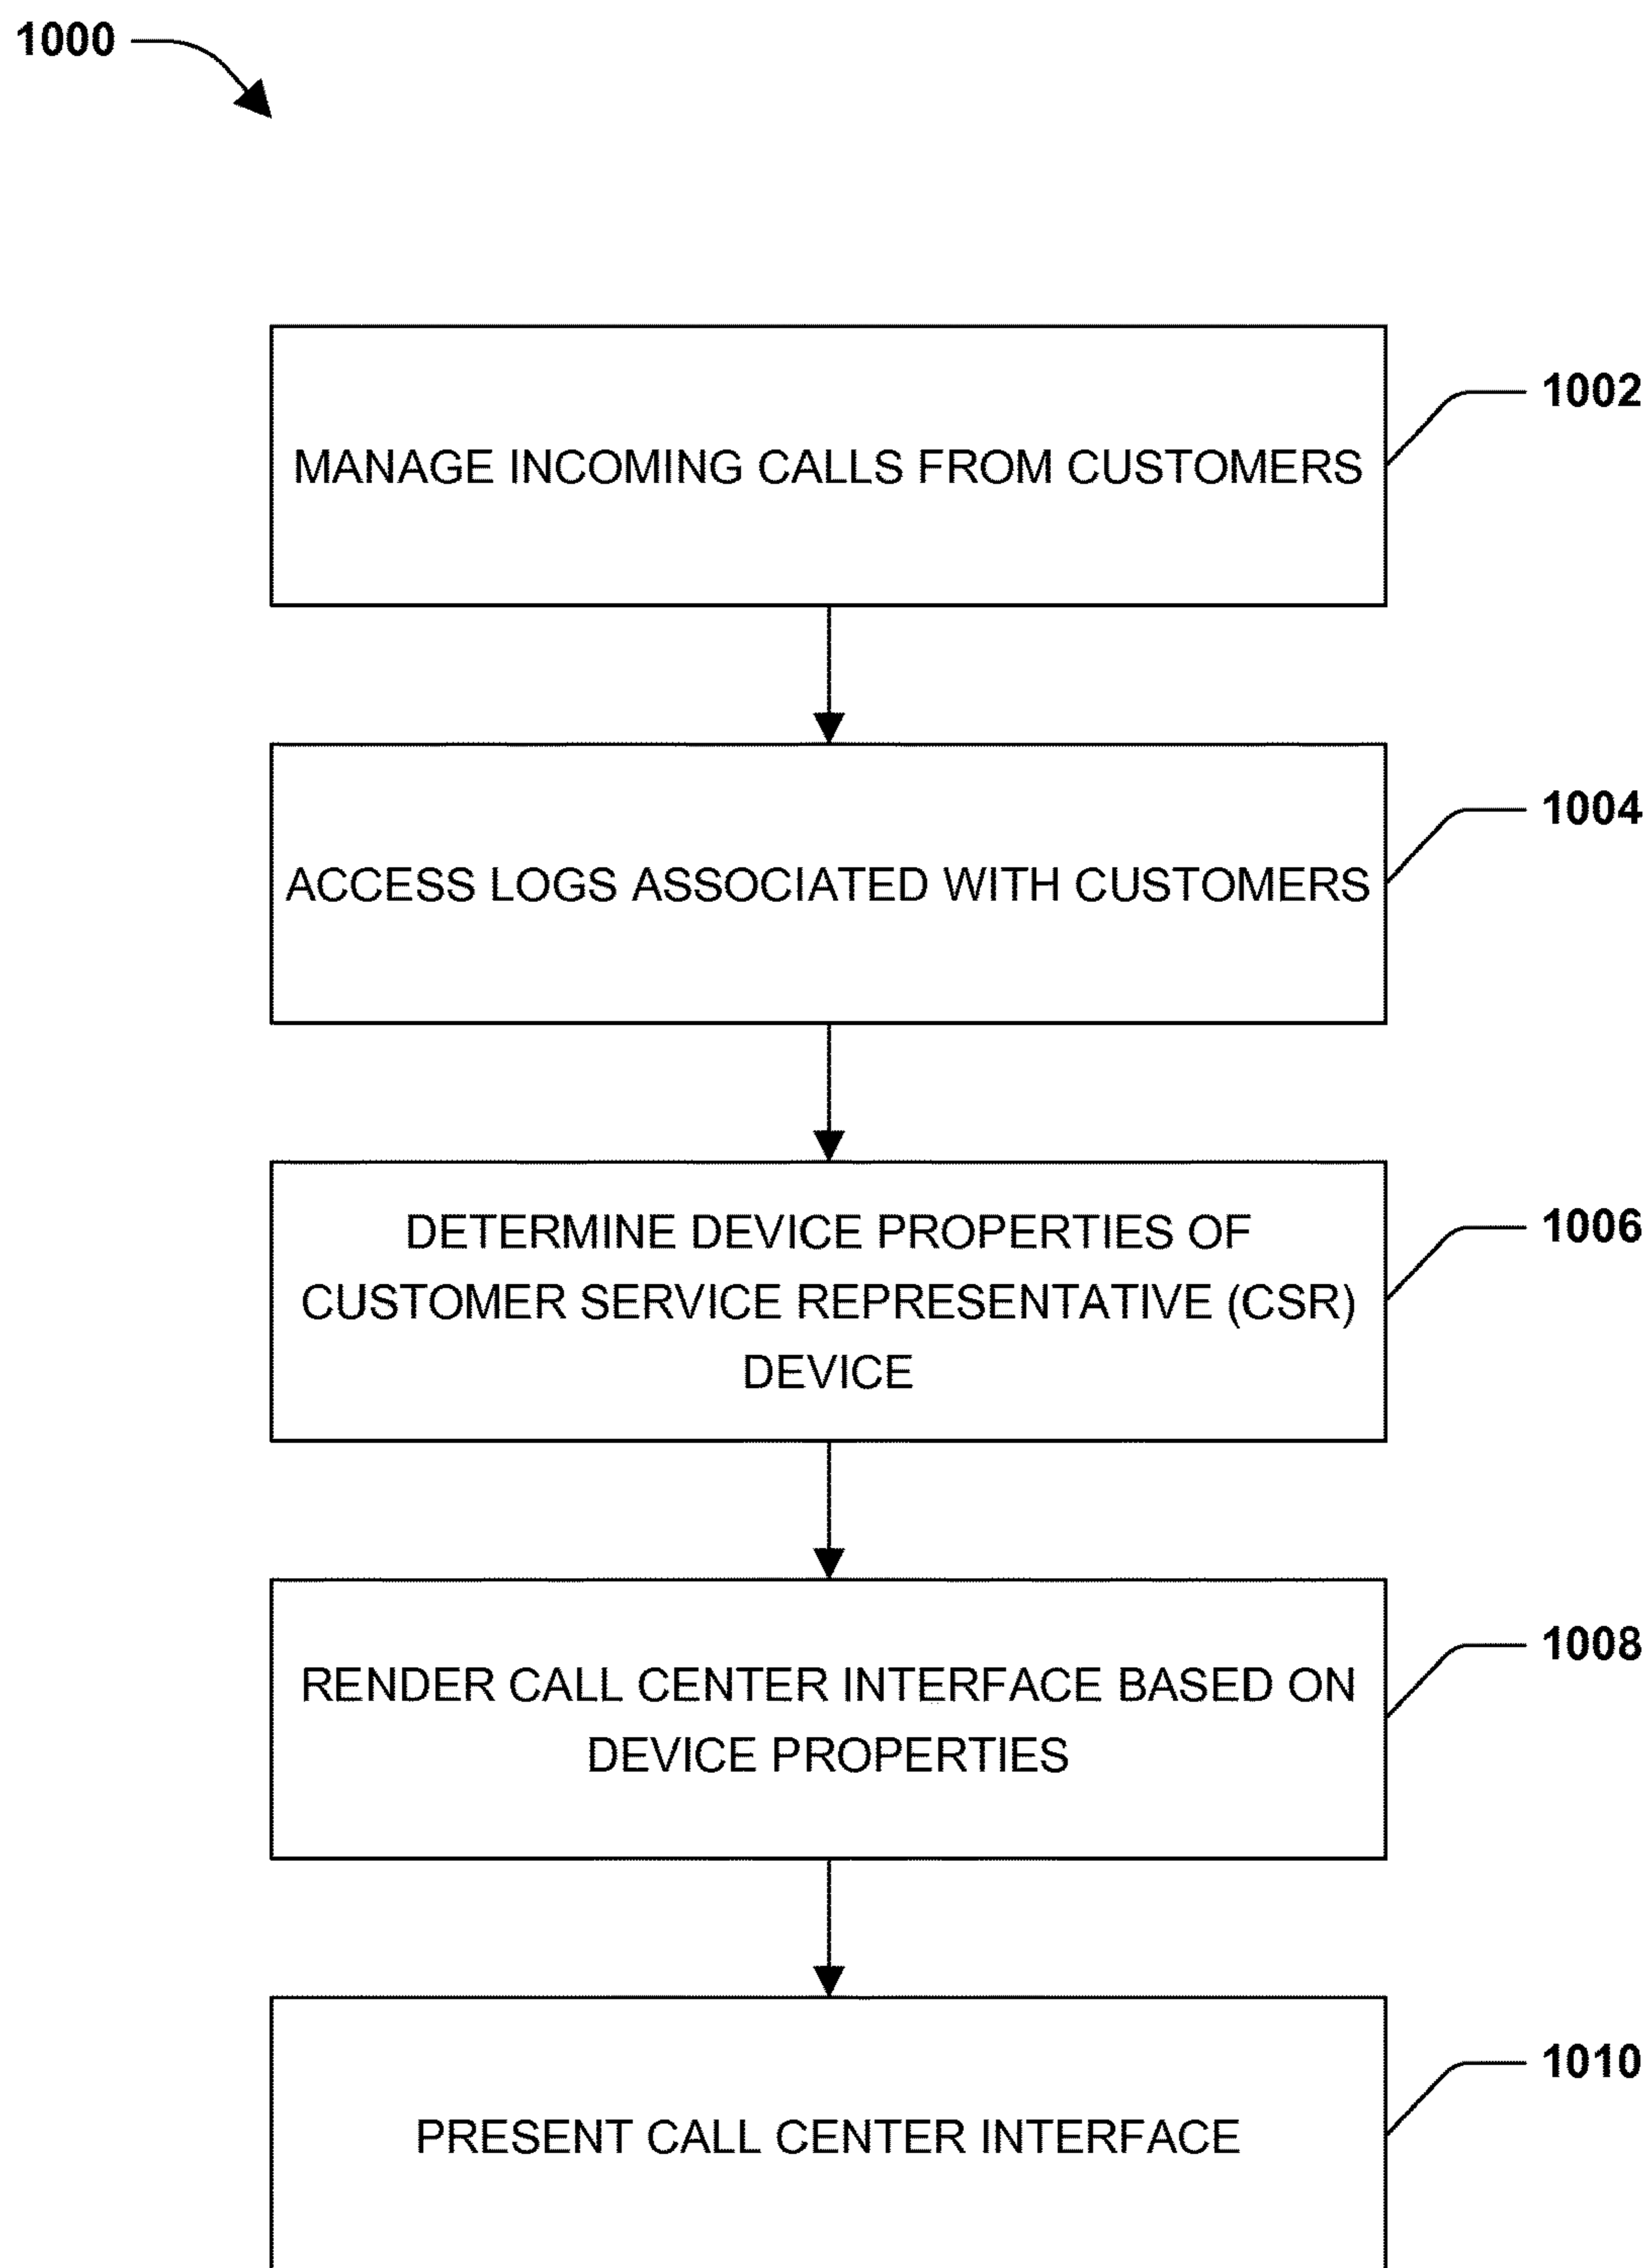 1000
MANAGE INCOMING CALLS FROM CUSTOMERS
1002
ACCESS LOGS ASSOCIATED WITH CUSTOMERS
1004
DETERMINE DEVICE PROPERTIES OF
CUSTOMER SERVICE REPRESENTATIVE (CSR)
DEVICE
1006
RENDER CALL CENTER INTERFACE BASED ON
DEVICE PROPERTIES
1008
PRESENT CALL CENTER INTERFACE
1010